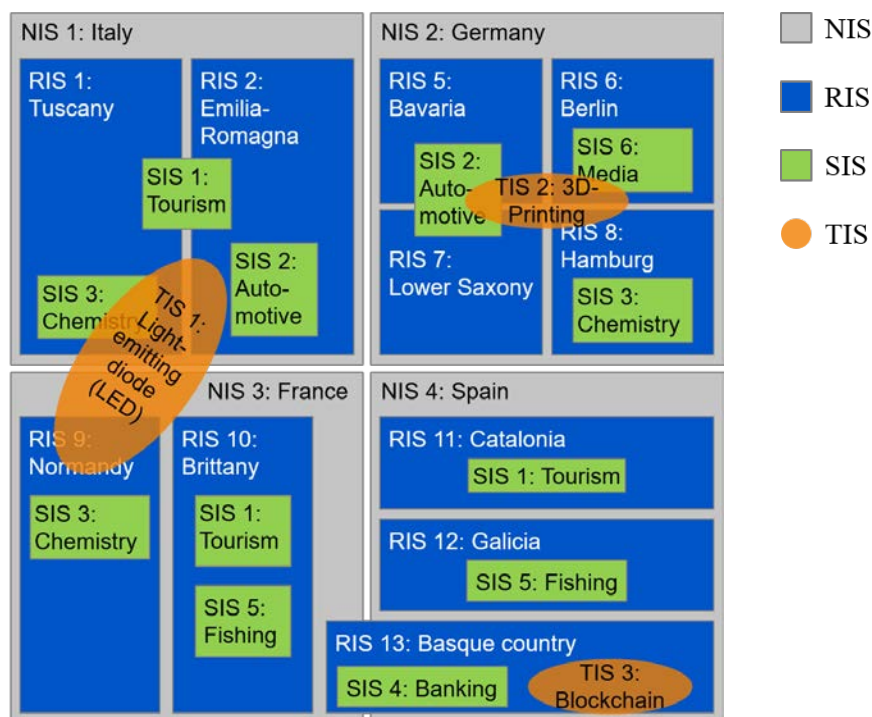 NIS 1: Italy
RIS 1:
Tuscany
RIS 2:
Emilia-
Romagna
SIS 1:
Tourism
SIS 2:
Auto-
motive
SIS 3:
Chemistry
TIS 1:
Light-
emitting
diode
(LED)
NIS 2: Germany
RIS 5:
Bavaria
RIS 6:
Berlin
SIS 2:
Auto-
motive
SIS 6:
Media
TIS 2: 3D-
Printing
RIS 7:
Lower Saxony
RIS 8:
Hamburg
SIS 3:
Chemistry
NIS 3: France
RIS 9:
Normandy
SIS 3:
Chemistry
RIS 10:
Brittany
SIS 1:
Tourism
SIS 5:
Fishing
NIS 4: Spain
RIS 11: Catalonia
SIS 1: Tourism
RIS 12: Galicia
SIS 5: Fishing
RIS 13: Basque country
SIS 4: Banking
TIS 3:
Blockchain
NIS
RIS
SIS
TIS